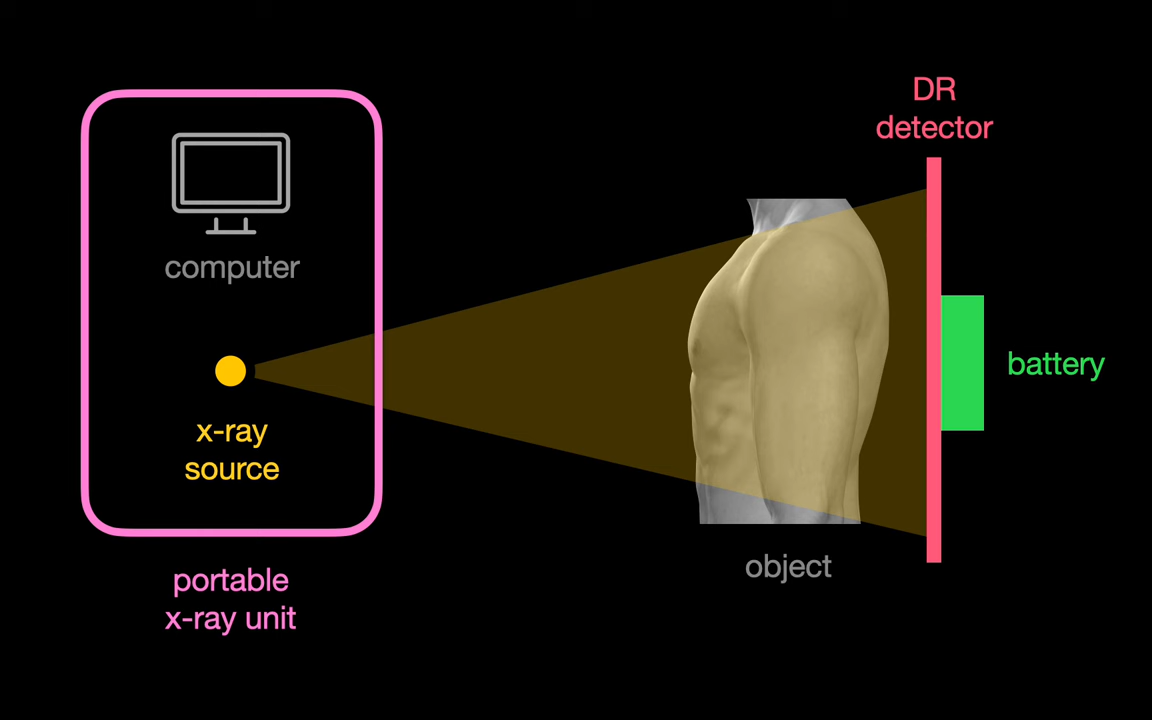 DR
detector
computer
x-ray
source
battery
object
portable
x-ray unit